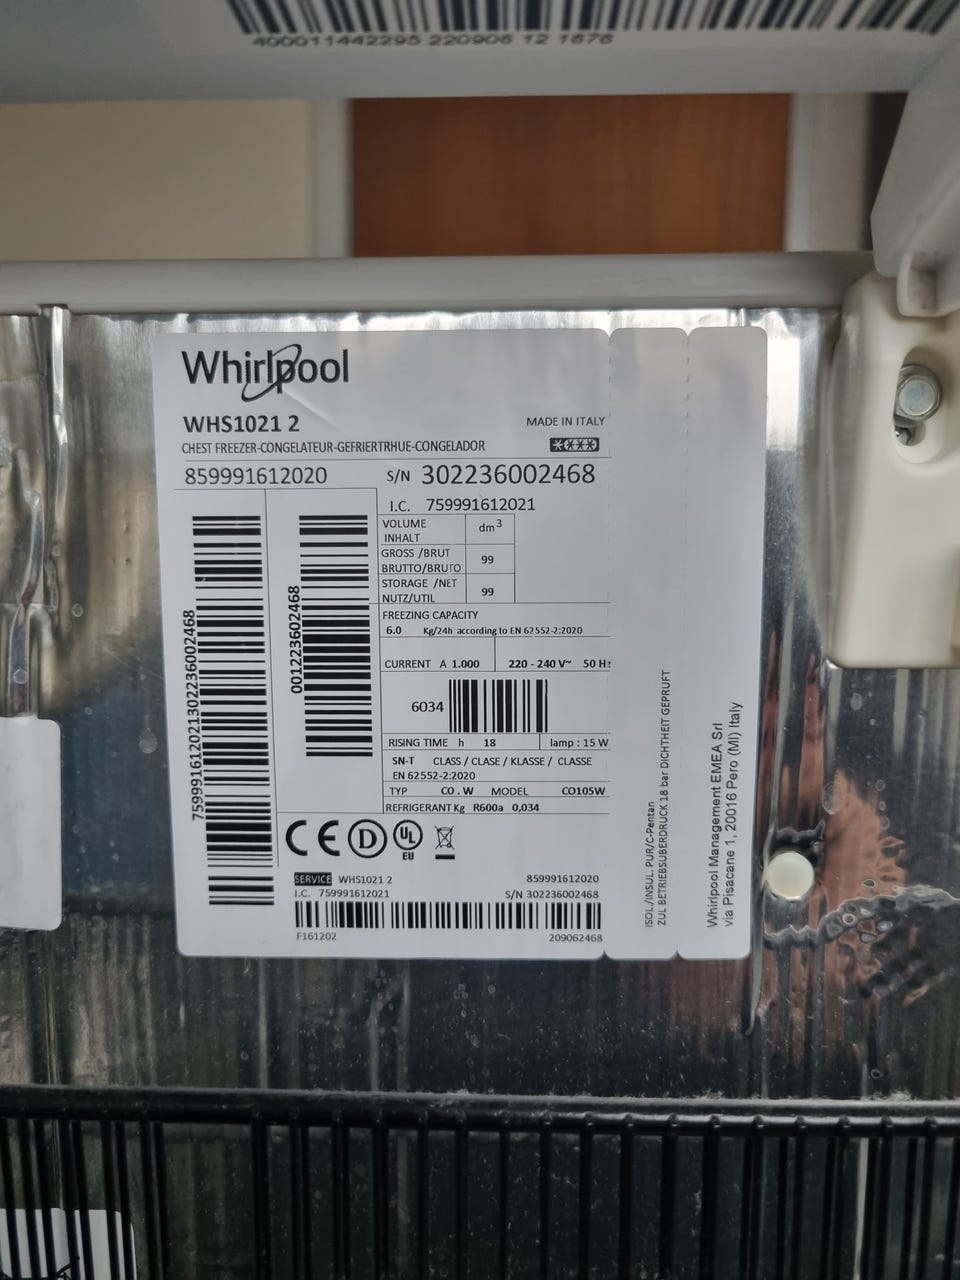 400011442295 220906 12 1676
Whirlpool
WHS1021 2
MADE IN ITALY
CHEST FREEZER-CONGELATEUR-GEFRIERTRHUE-CONGELADOR
859991612020
S/N 302236002468
I.C. 759991612021
VOLUME
INHALT
dm³
GROSS /BRUT
BRUTTO/BRUTO
99
STORAGE /NET
NUTZ/UTIL
99
FREEZING CAPACITY
6.0 Kg/24h according to EN 62552-2:2020
CURRENT A 1.000
220 - 240 V~ 50 Hz
6034
RISING TIME h 18
lamp : 15 W
SN-T CLASS / CLASE / KLASSE / CLASSE
EN 62552-2:2020
TYP CO . W MODEL CO105W
REFRIGERANT Kg R600a 0,034
759991612021302236002468
001223602468
CE D UL EU
SERVICE WHS1021 2
859991612020
I.C. 759991612021
S/N 302236002468
F161202
209062468
ISOL./INSUL. PUR/C-Pentan
ZUL BETRIEBSÜBERDRUCK 18 bar DICHTHEIT GEPRUFT
Whirlpool Management EMEA Srl
via Pisacane 1, 20016 Pero (MI) Italy